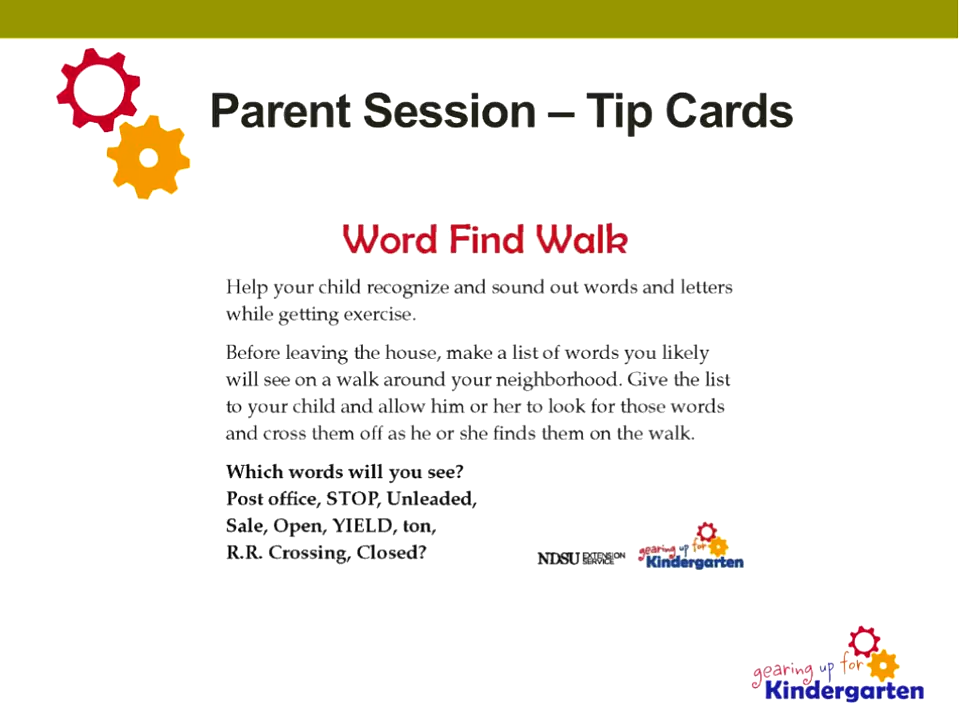 Parent Session – Tip Cards
Word Find Walk
Help your child recognize and sound out words and letters
while getting exercise.
Before leaving the house, make a list of words you likely
will see on a walk around your neighborhood. Give the list
to your child and allow him or her to look for those words
and cross them off as he or she finds them on the walk.
Which words will you see?
Post office, STOP, Unleaded,
Sale, Open, YIELD, ton,
R.R. Crossing, Closed?
NDSU EXTENSION
SERVICE
gearing up for
Kindergarten
gearing up for
Kindergarten